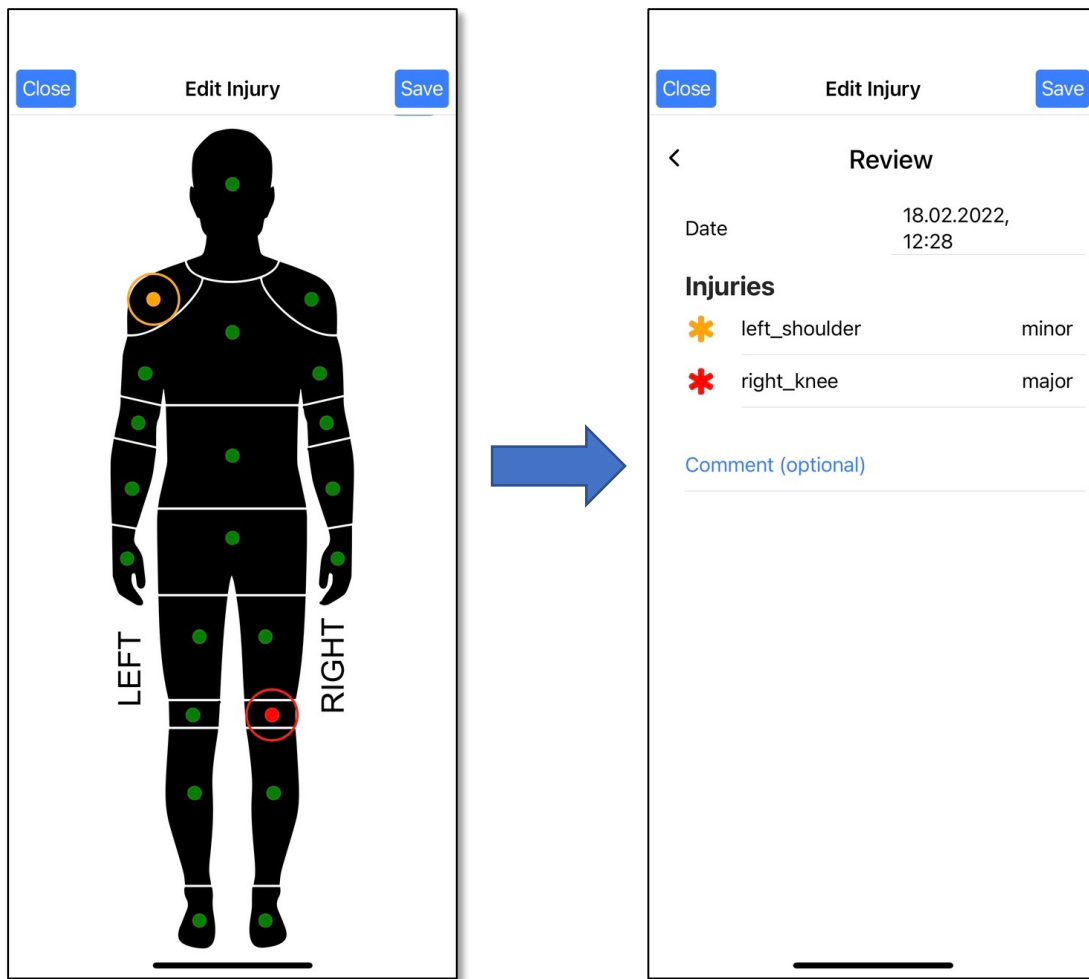 Close
Edit Injury
Save
LEFT
RIGHT
Close
Edit Injury
Save
Review
Date
18.02.2022,
12:28
Injuries
left_shoulder
minor
right_knee
major
Comment (optional)